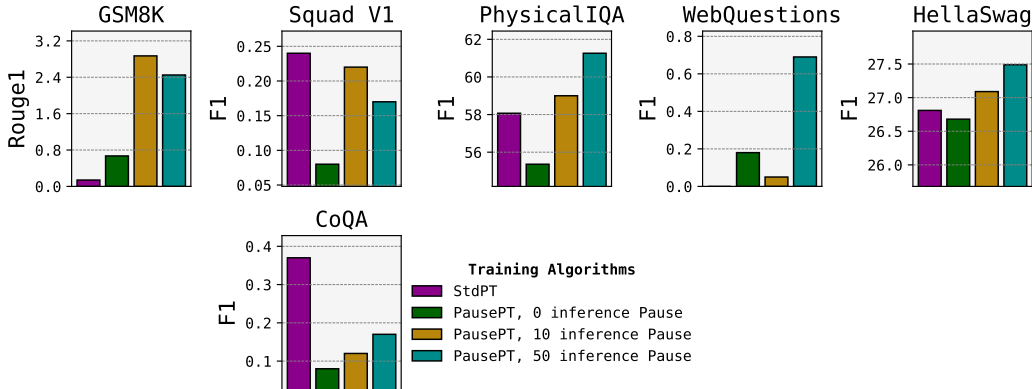 GSM8K
Squad V1
PhysicalIQA
WebQuestions
HellaSwag
Rouge1
3.2
2.4
1.6
0.8
0.0
F1
0.25
0.20
0.15
0.10
0.05
F1
62
60
58
56
F1
0.8
0.6
0.4
0.2
0.0
F1
27.5
27.0
26.5
26.0
CoQA
F1
0.4
0.3
0.2
0.1
Training Algorithms
StdPT
PausePT, 0 inference Pause
PausePT, 10 inference Pause
PausePT, 50 inference Pause